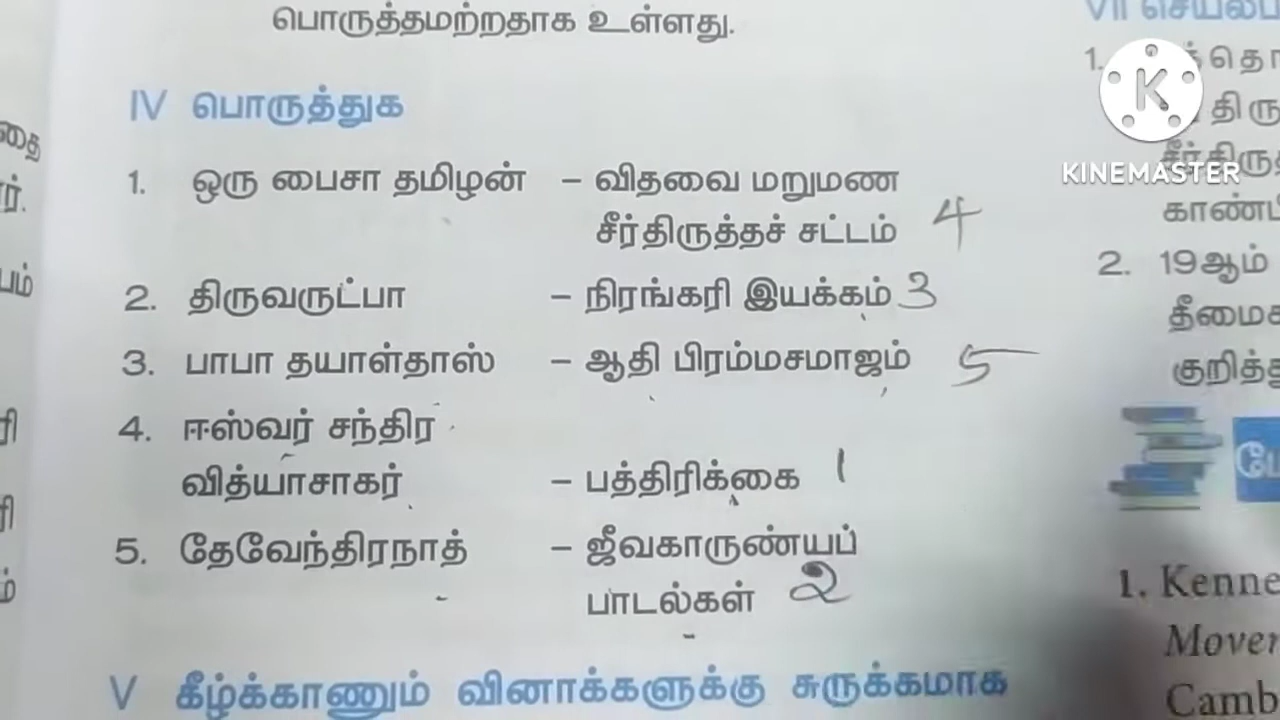 பொருத்தமற்றதாக உள்ளது.
IV பொருத்துக
1. ஒரு பைசா தமிழன் – விதவை மறுமண
சீர்திருத்தச் சட்டம் 4
2. திருவருட்பா – நிரங்கரி இயக்கம் 3
3. பாபா தயாள்தாஸ் – ஆதி பிரம்மசமாஜம் 5
4. ஈஸ்வர் சந்திர
வித்யாசாகர் – பத்திரிக்கை 1
5. தேவேந்திரநாத் – ஜீவகாருண்யப்
பாடல்கள் 2
V கீழ்க்காணும் வினாக்களுக்கு சுருக்கமாக
VII
1.
காண்
2. 19ஆம்
தீமைக
குறித்து
1. Kenne
Mover
Camb
K
KINEMASTER